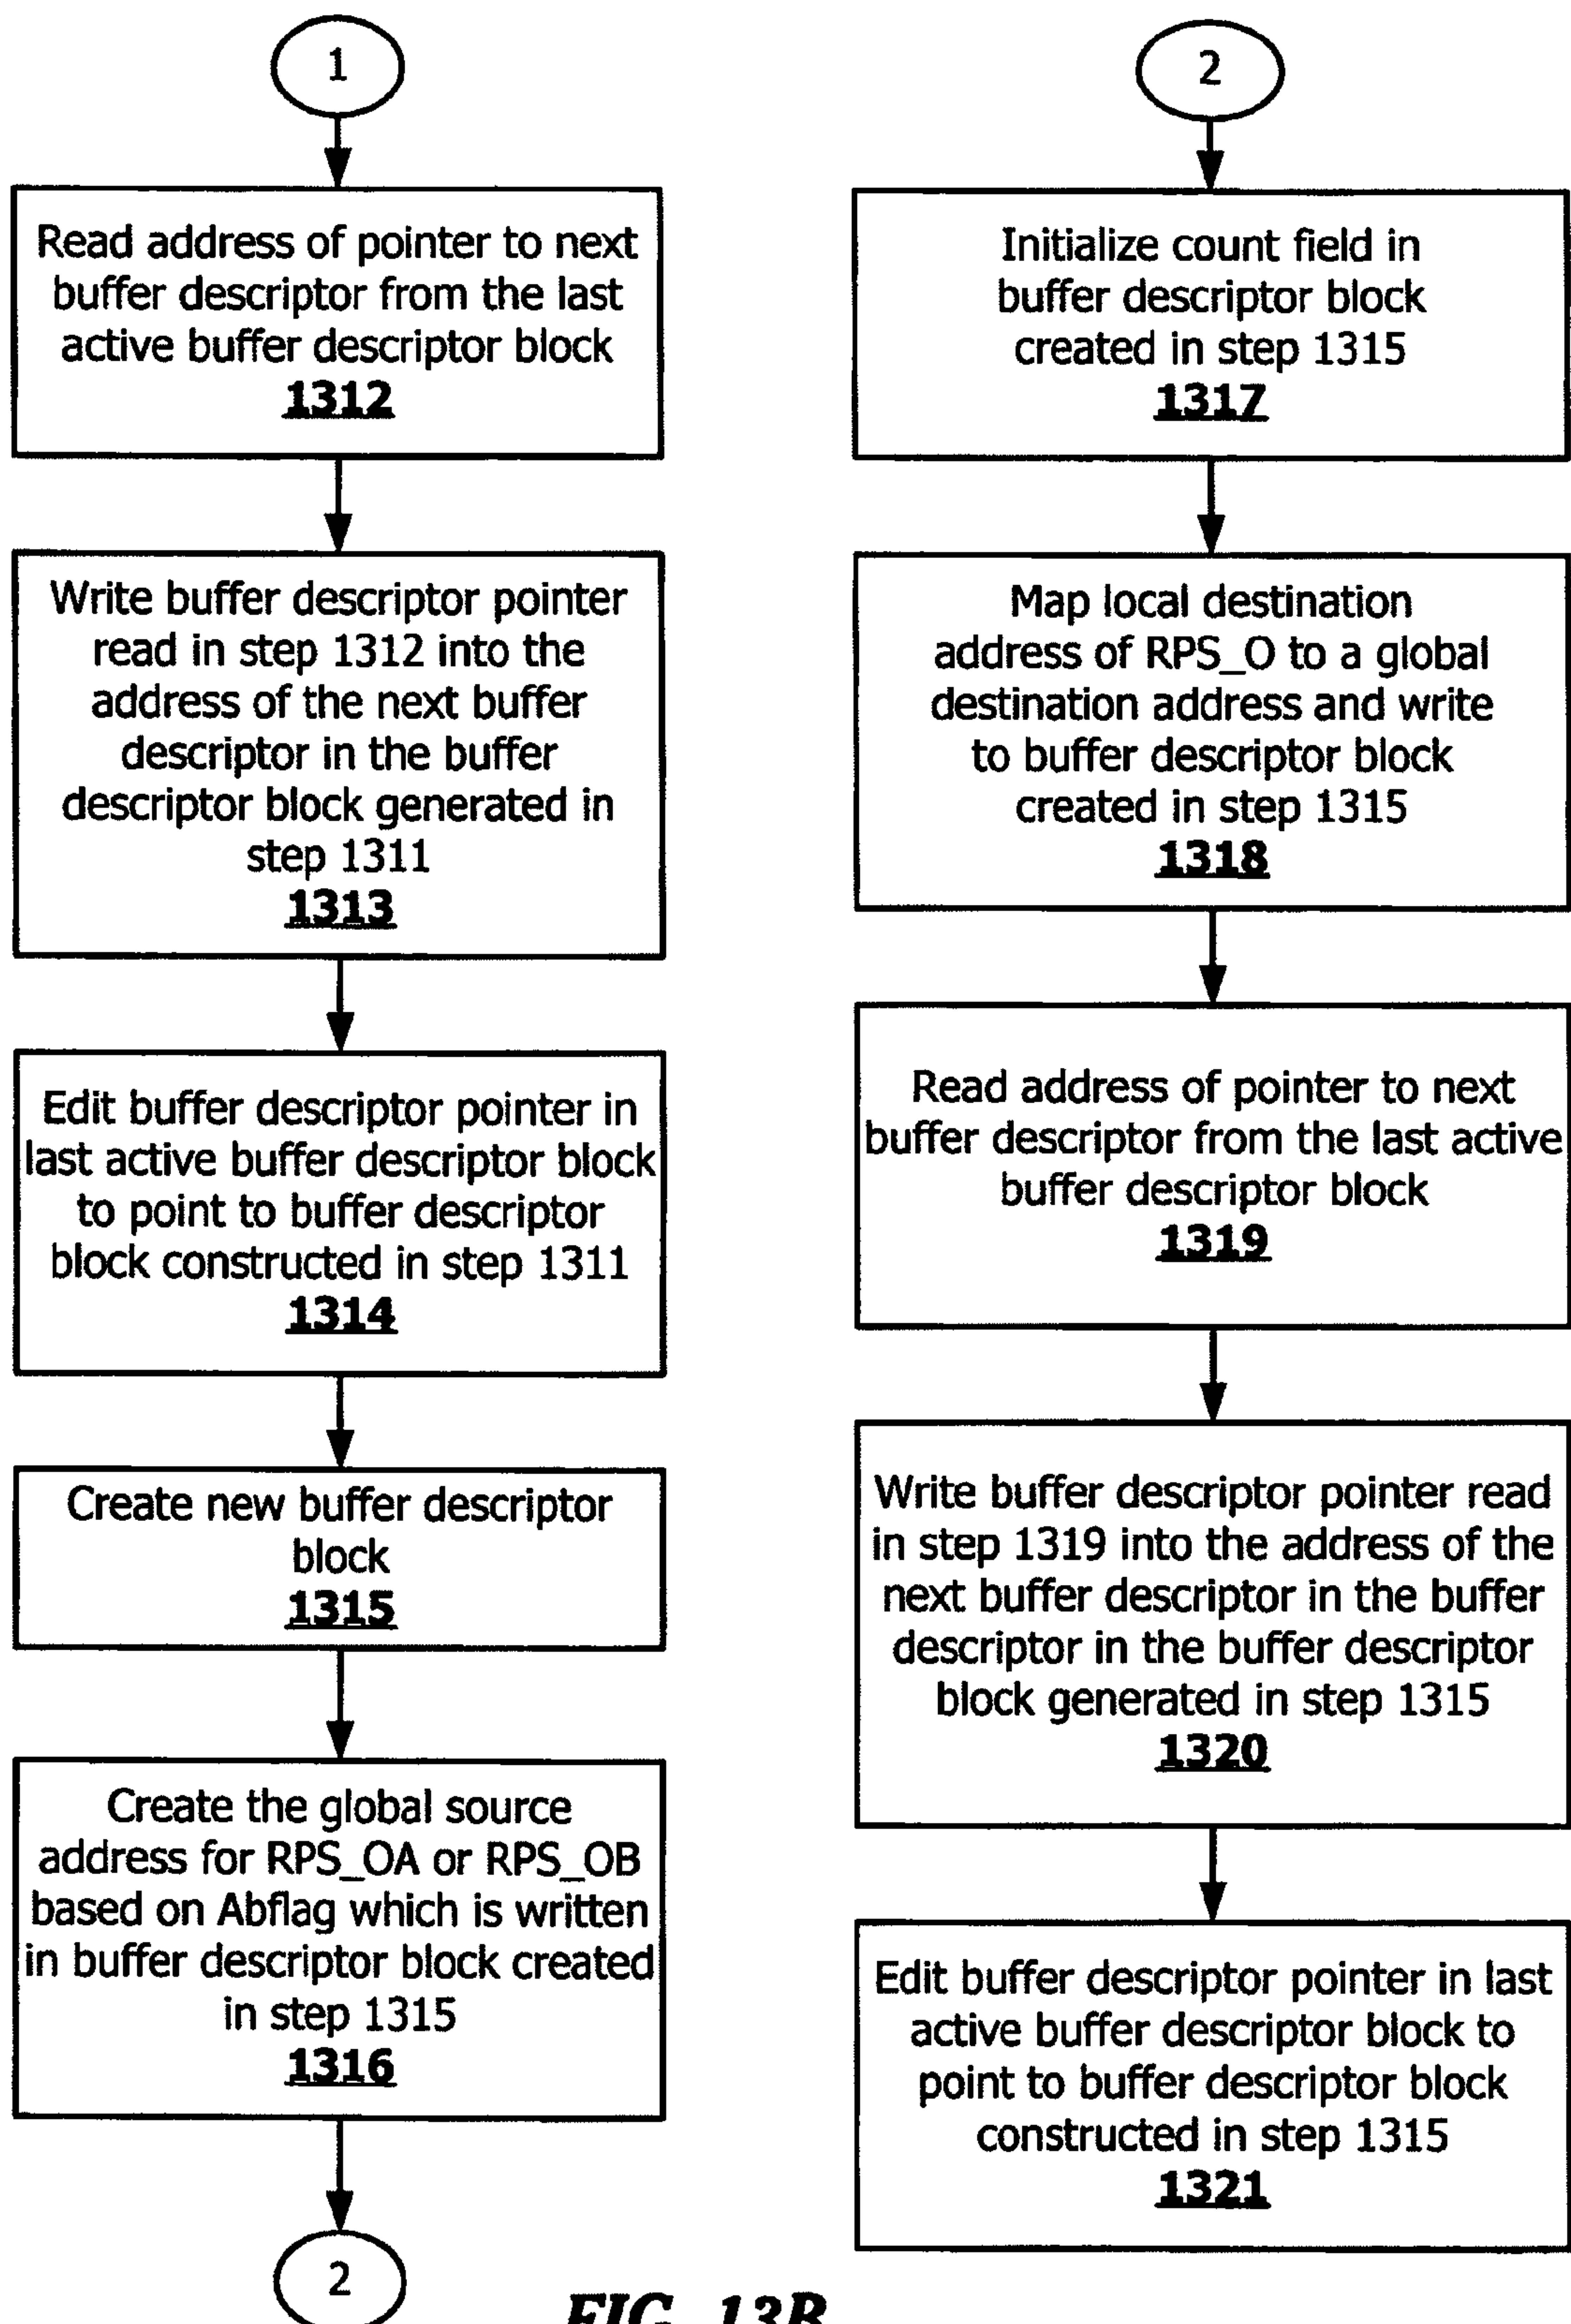 1
Read address of pointer to next
buffer descriptor from the last
active buffer descriptor block
1312
Write buffer descriptor pointer
read in step 1312 into the
address of the next buffer
descriptor in the buffer
descriptor block generated in
step 1311
1313
Edit buffer descriptor pointer in
last active buffer descriptor block
to point to buffer descriptor
block constructed in step 1311
1314
Create new buffer descriptor
block
1315
Create the global source
address for RPS_OA or RPS_OB
based on Abflag which is written
in buffer descriptor block created
in step 1315
1316
2
2
Initialize count field in
buffer descriptor block
created in step 1315
1317
Map local destination
address of RPS_O to a global
destination address and write
to buffer descriptor block
created in step 1315
1318
Read address of pointer to next
buffer descriptor from the last active
buffer descriptor block
1319
Write buffer descriptor pointer read
in step 1319 into the address of the
next buffer descriptor in the buffer
descriptor in the buffer descriptor
block generated in step 1315
1320
Edit buffer descriptor pointer in last
active buffer descriptor block to
point to buffer descriptor block
constructed in step 1315
1321
FIG. 13B